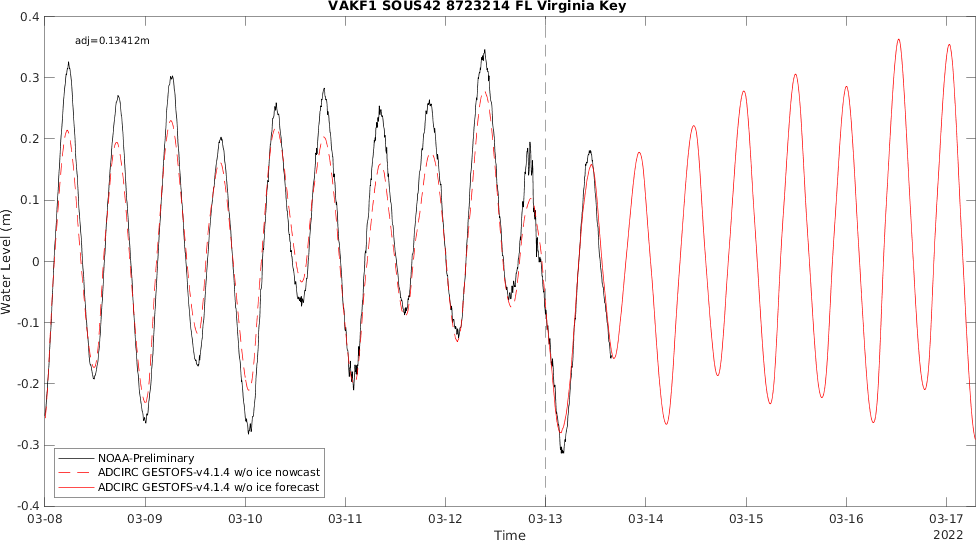 VAKF1 SOUS42 8723214 FL Virginia Key
adj=0.13412m
0.4
0.3
0.2
0.1
0
-0.1
-0.2
-0.3
-0.4
Water Level (m)
NOAA-Preliminary
ADCIRC GESTOFS-v4.1.4 w/o ice nowcast
ADCIRC GESTOFS-v4.1.4 w/o ice forecast
03-08 03-09 03-10 03-11 03-12 03-13 03-14 03-15 03-16 03-17
Time
2022